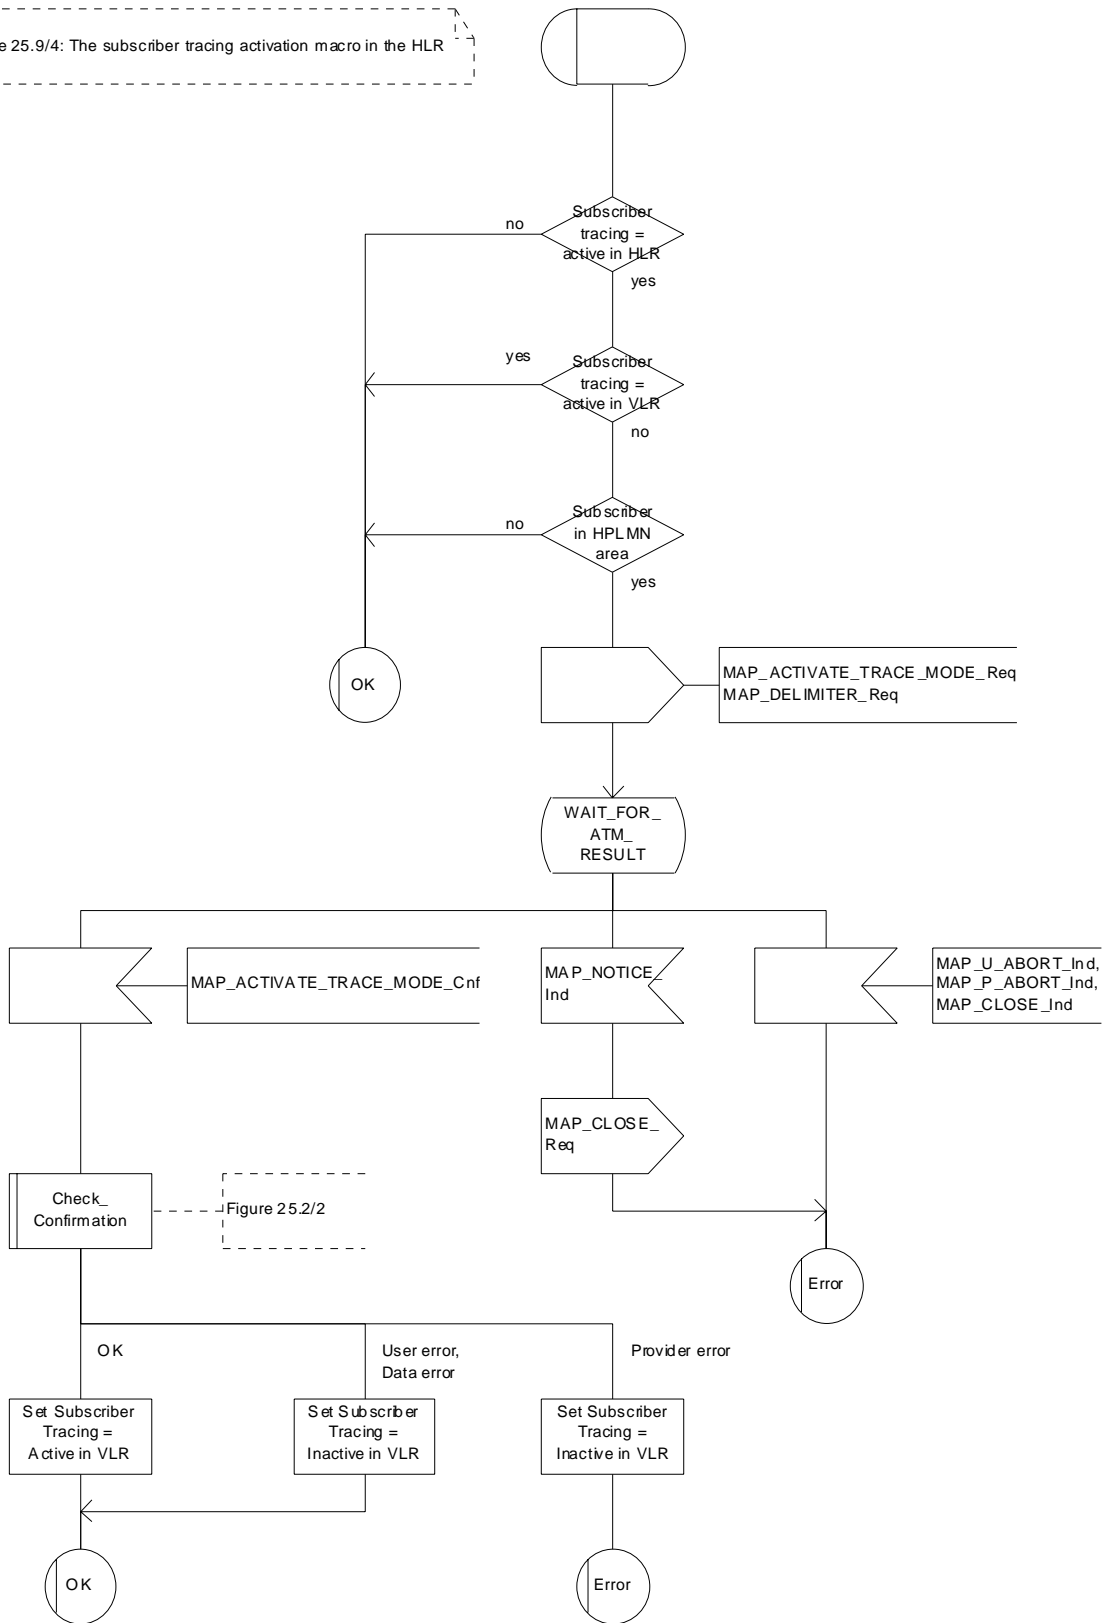 e 25.9/4: The subscriber tracing activation macro in the HLR
Subscriber
tracing =
active in HLR
no
yes
Subscriber
tracing =
active in VLR
yes
no
Subscriber
in HPLMN
area
no
yes
OK
MAP_ACTIVATE_TRACE_MODE_Req
MAP_DELIMITER_Req
WAIT_FOR_
ATM_
RESULT
MAP_ACTIVATE_TRACE_MODE_Cnf
MAP_NOTICE_
Ind
MAP_U_ABORT_Ind,
MAP_P_ABORT_Ind,
MAP_CLOSE_Ind
MAP_CLOSE_
Req
Check_
Confirmation
Figure 25.2/2
Error
OK
User error,
Data error
Provider error
Set Subscriber
Tracing =
Active in VLR
Set Subscriber
Tracing =
Inactive in VLR
Set Subscriber
Tracing =
Inactive in VLR
OK
Error